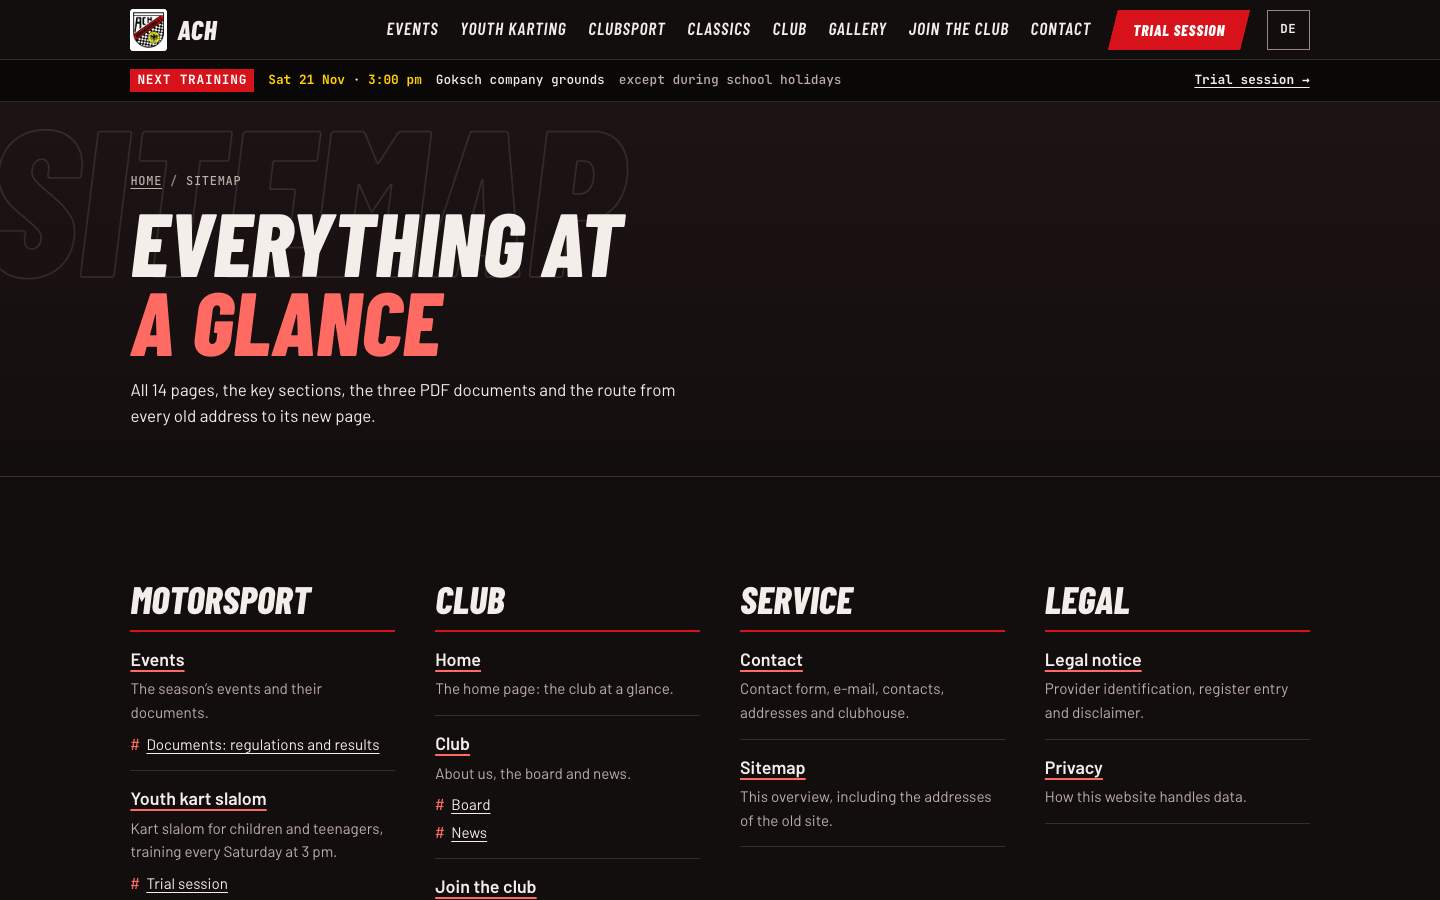 ACH
ACH
EVENTS
YOUTH KARTING
CLUBSPORT
CLASSICS
CLUB
GALLERY
JOIN THE CLUB
CONTACT
TRIAL SESSION
DE
NEXT TRAINING
Sat 21 Nov · 3:00 pm
Goksch company grounds
except during school holidays
Trial session →
SITEMAP
HOME / SITEMAP
EVERYTHING AT
A GLANCE
All 14 pages, the key sections, the three PDF documents and the route from
every old address to its new page.
MOTORSPORT
Events
The season’s events and their
documents.
# Documents: regulations and results
Youth kart slalom
Kart slalom for children and teenagers,
training every Saturday at 3 pm.
# Trial session
CLUB
Home
The home page: the club at a glance.
Club
About us, the board and news.
# Board
# News
Join the club
SERVICE
Contact
Contact form, e-mail, contacts,
addresses and clubhouse.
Sitemap
This overview, including the addresses
of the old site.
LEGAL
Legal notice
Provider identification, register entry
and disclaimer.
Privacy
How this website handles data.